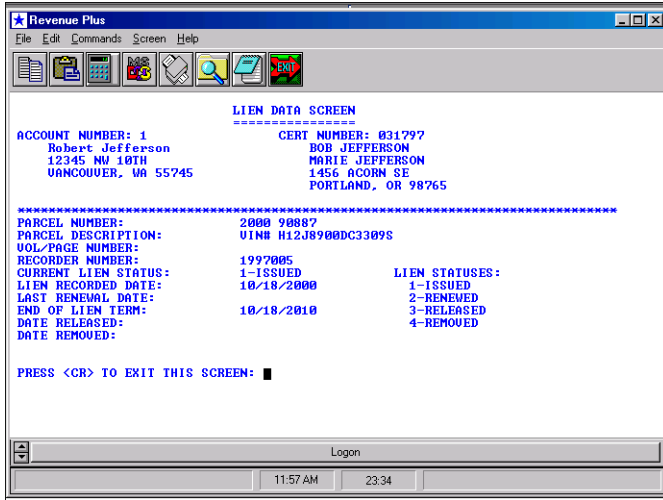 Revenue Plus
File Edit Commands Screen Help
EXIT
LIEN DATA SCREEN
================
ACCOUNT NUMBER: 1 CERT NUMBER: 031797
Robert Jefferson BOB JEFFERSON
12345 NW 10TH MARIE JEFFERSON
VANCOUVER, WA 55745 1456 ACORN SE
PORTLAND, OR 98765
******************************************************************************
PARCEL NUMBER: 2000 90887
PARCEL DESCRIPTION: VIN# H12J8900DC3309S
VOL/PAGE NUMBER:
RECORDER NUMBER: 1997005
CURRENT LIEN STATUS: 1-ISSUED LIEN STATUSES:
LIEN RECORDED DATE: 10/18/2000 1-ISSUED
LAST RENEWAL DATE: 2-RENEWED
END OF LIEN TERM: 10/18/2010 3-RELEASED
DATE RELEASED: 4-REMOVED
DATE REMOVED:
PRESS <CR> TO EXIT THIS SCREEN:
Logon
11:57 AM 23:34